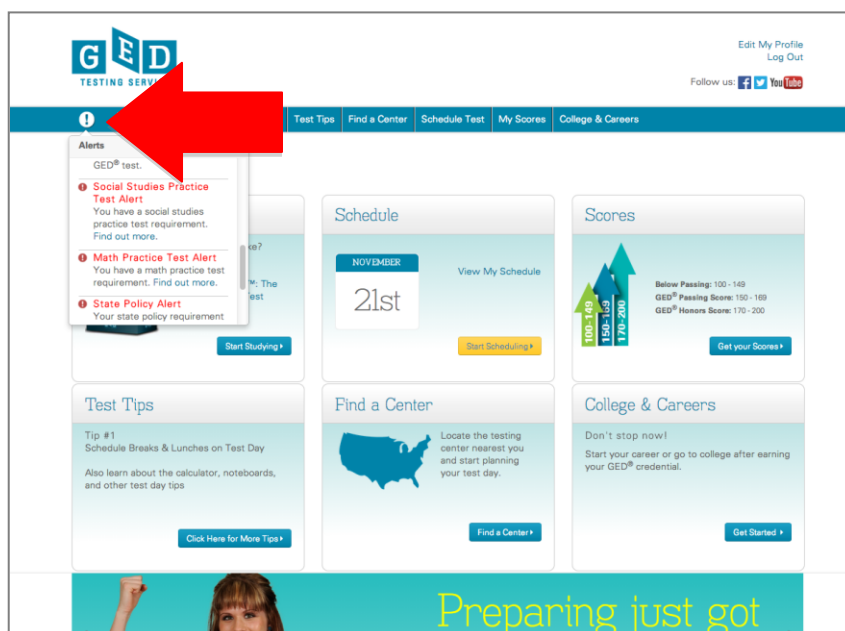 GED
TESTING SERV
Edit My Profile
Log Out
Follow us:
You Tube
Test Tips
Find a Center
Schedule Test
My Scores
College & Careers
Alerts
GED® test.
Social Studies Practice
Test Alert
You have a social studies
practice test requirement.
Find out more.
Math Practice Test Alert
You have a math practice test
requirement. Find out more.
State Policy Alert
Your state policy requirement
ke?
™: The
est
Start Studying
Schedule
NOVEMBER
21st
View My Schedule
Start Scheduling
Scores
100-149
150-169
170-200
Below Passing: 100 - 149
GED® Passing Score: 150 - 169
GED® Honors Score: 170 - 200
Get your Scores
Test Tips
Tip #1
Schedule Breaks & Lunches on Test Day
Also learn about the calculator, noteboards,
and other test day tips
Click Here for More Tips
Find a Center
Locate the testing
center nearest you
and start planning
your test day.
Find a Center
College & Careers
Don't stop now!
Start your career or go to college after earning
your GED® credential.
Get Started
Preparing just got